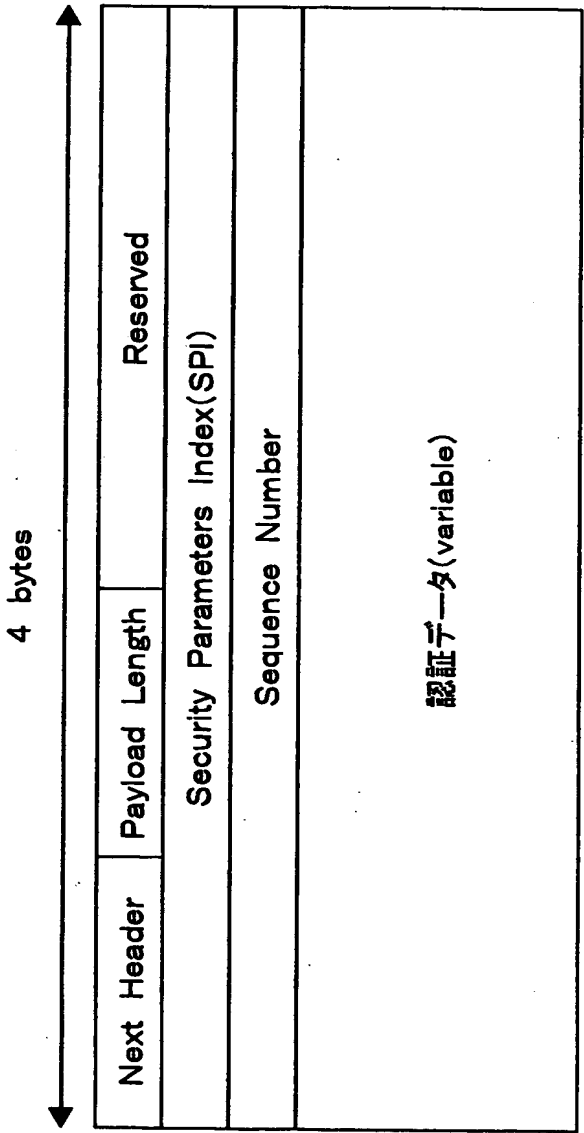 4 bytes
Next Header
Payload Length
Reserved
Security Parameters Index(SPI)
Sequence Number
認証データ(variable)